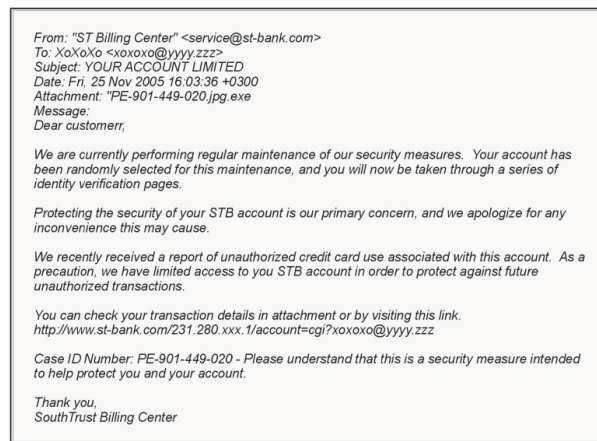 From: "ST Billing Center" <service@st-bank.com>
To: XoXoXo <xoxoxo@yyyy.zzz>
Subject: YOUR ACCOUNT LIMITED
Date: Fri, 25 Nov 2005 16:03:36 +0300
Attachment: "PE-901-449-020.jpg.exe
Message:
Dear customerr,
We are currently performing regular maintenance of our security measures. Your account has
been randomly selected for this maintenance, and you will now be taken through a series of
identity verification pages.
Protecting the security of your STB account is our primary concern, and we apologize for any
inconvenience this may cause.
We recently received a report of unauthorized credit card use associated with this account. As a
precaution, we have limited access to you STB account in order to protect against future
unauthorized transactions.
You can check your transaction details in attachment or by visiting this link.
http://www.st-bank.com/231.280.xxx.1/account=cgi?xoxoxo@yyyy.zzz
Case ID Number: PE-901-449-020 - Please understand that this is a security measure intended
to help protect you and your account.
Thank you,
SouthTrust Billing Center